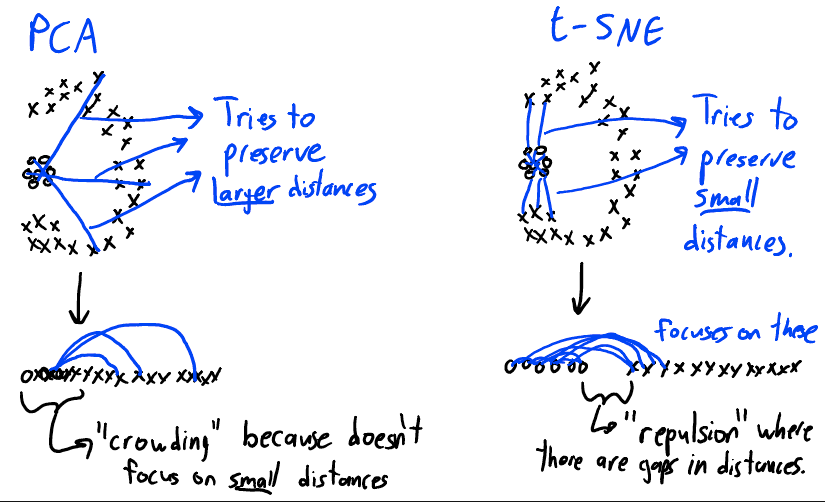 PCA
Tries to
preserve
larger distances
"crowding" because doesn't
focus on small distances
t-SNE
Tries to
preserve
small
distances.
focuses on these
"repulsion" where
there are gaps in distances.